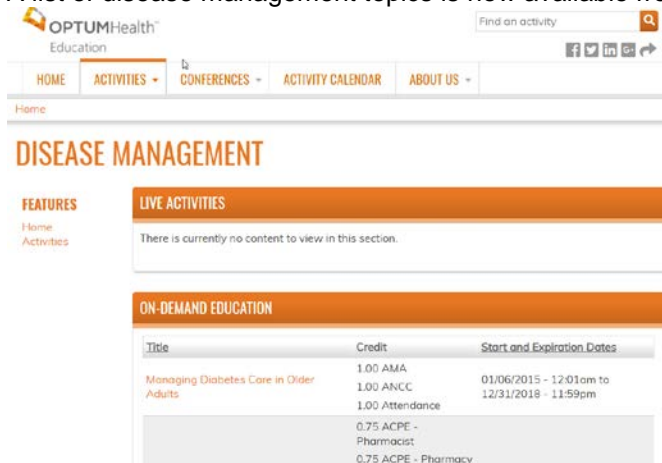 A list of disease management topics is now available
OPTUMHealth™
Education
Find an activity
HOME ACTIVITIES CONFERENCES ACTIVITY CALENDAR ABOUT US
Home
DISEASE MANAGEMENT
FEATURES
Home
Activities
LIVE ACTIVITIES
There is currently no content to view in this section.
ON-DEMAND EDUCATION
Title Credit Start and Expiration Dates
Managing Diabetes Care in Older
Adults
1.00 AMA
1.00 ANCC
1.00 Attendance
01/06/2015 - 12:01am to
12/31/2018 - 11:59pm
0.75 ACPE -
Pharmacist
0.75 ACPE - Pharmacy